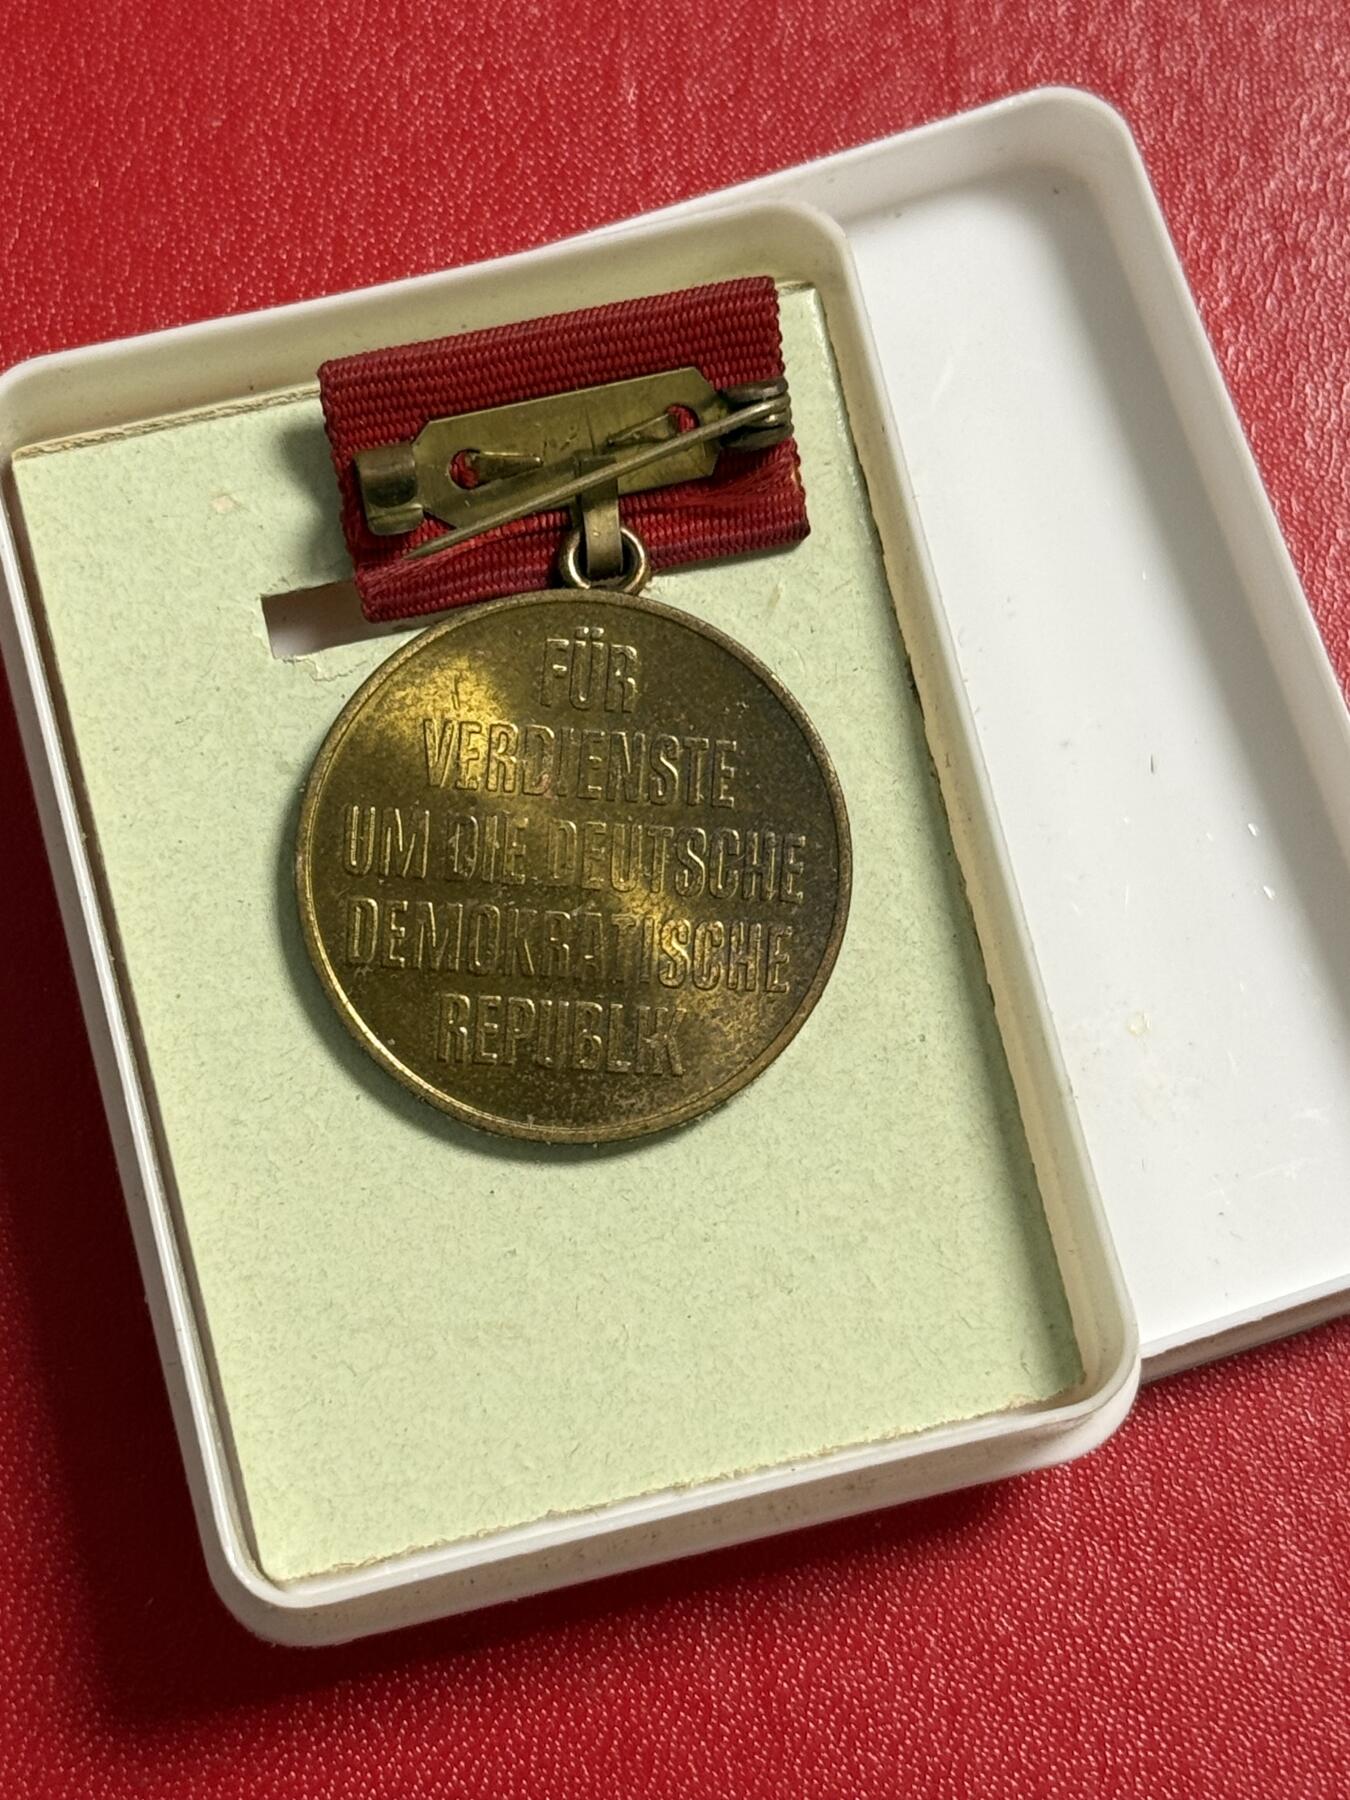 FÜR
VERDIENSTE
UM DIE DEUTSCHE
DEMOKRATISCHE
REPUBLIK